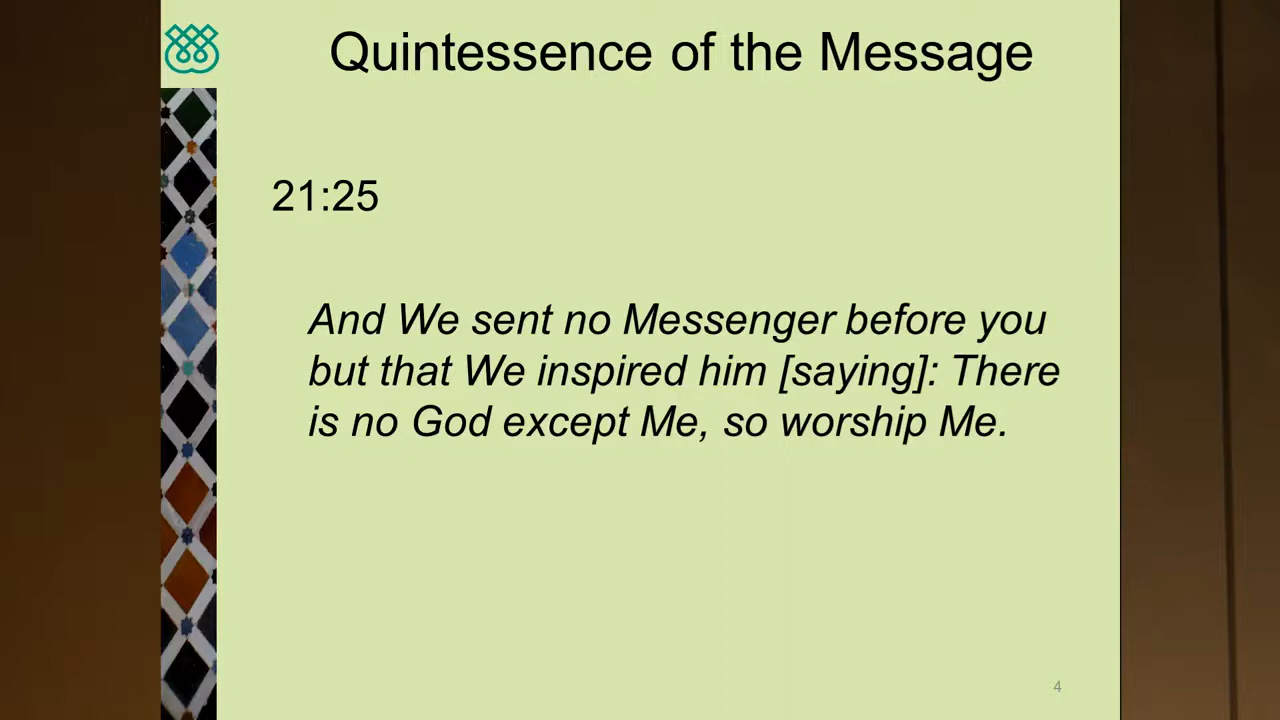 Quintessence of the Message
21:25
And We sent no Messenger before you
but that We inspired him [saying]: There
is no God except Me, so worship Me.
4